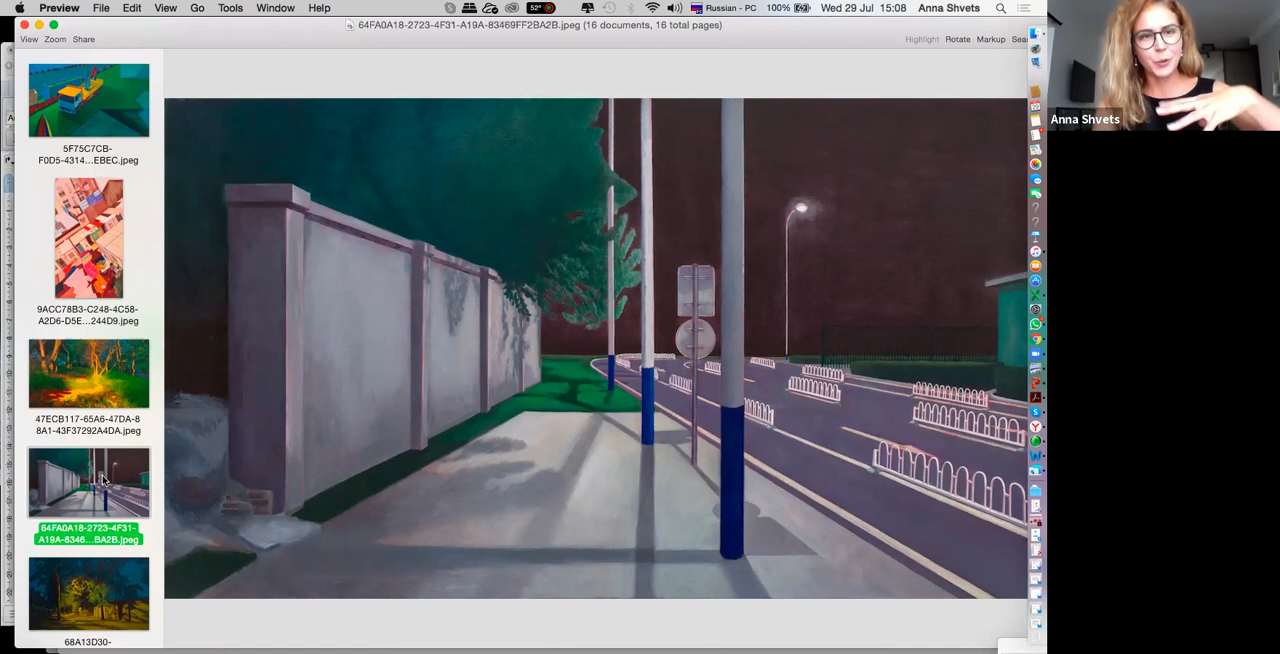 Preview File Edit View Go Tools Window Help 52° Russian – PC 100% Wed 29 Jul 15:08 Anna Shvets
64FA0A18-2723-4F31-A19A-83469FF2BA2B.jpeg (16 documents, 16 total pages)
View Zoom Share Highlight Rotate Markup Sea
5F75C7CB-
F0D5-4314...EBEC.jpeg
9ACC78B3-C248-4C58-
A2D6-D5E...244D9.jpeg
47ECB117-65A6-47DA-8
8A1-43F37292A4DA.jpeg
64FA0A18-2723-4F31-
A19A-8346...BA2B.jpeg
68A13D30-
Anna Shvets